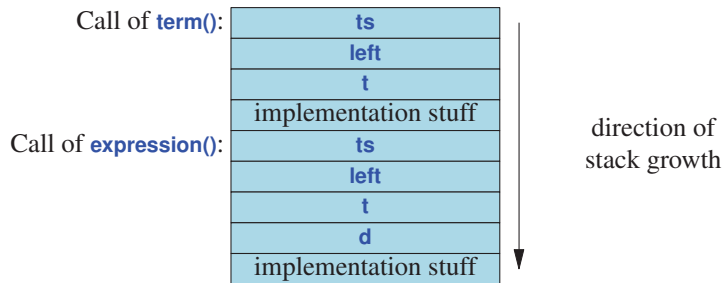 Call of term():
ts
left
t
implementation stuff
Call of expression():
ts
left
t
d
implementation stuff
direction of
stack growth